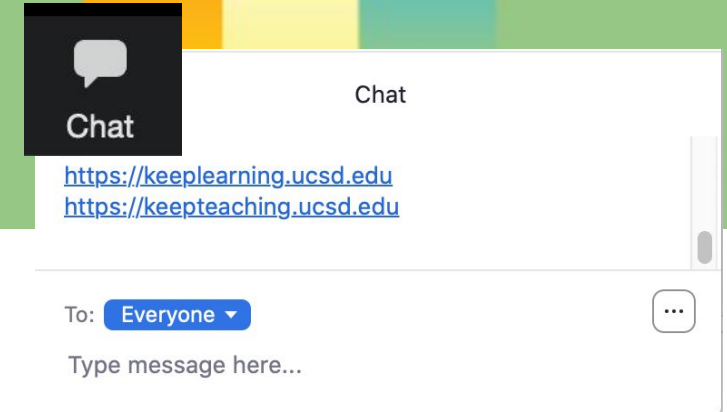 Chat
Chat
https://keeplearning.ucsd.edu
https://keepteaching.ucsd.edu
To: Everyone
...
Type message here...